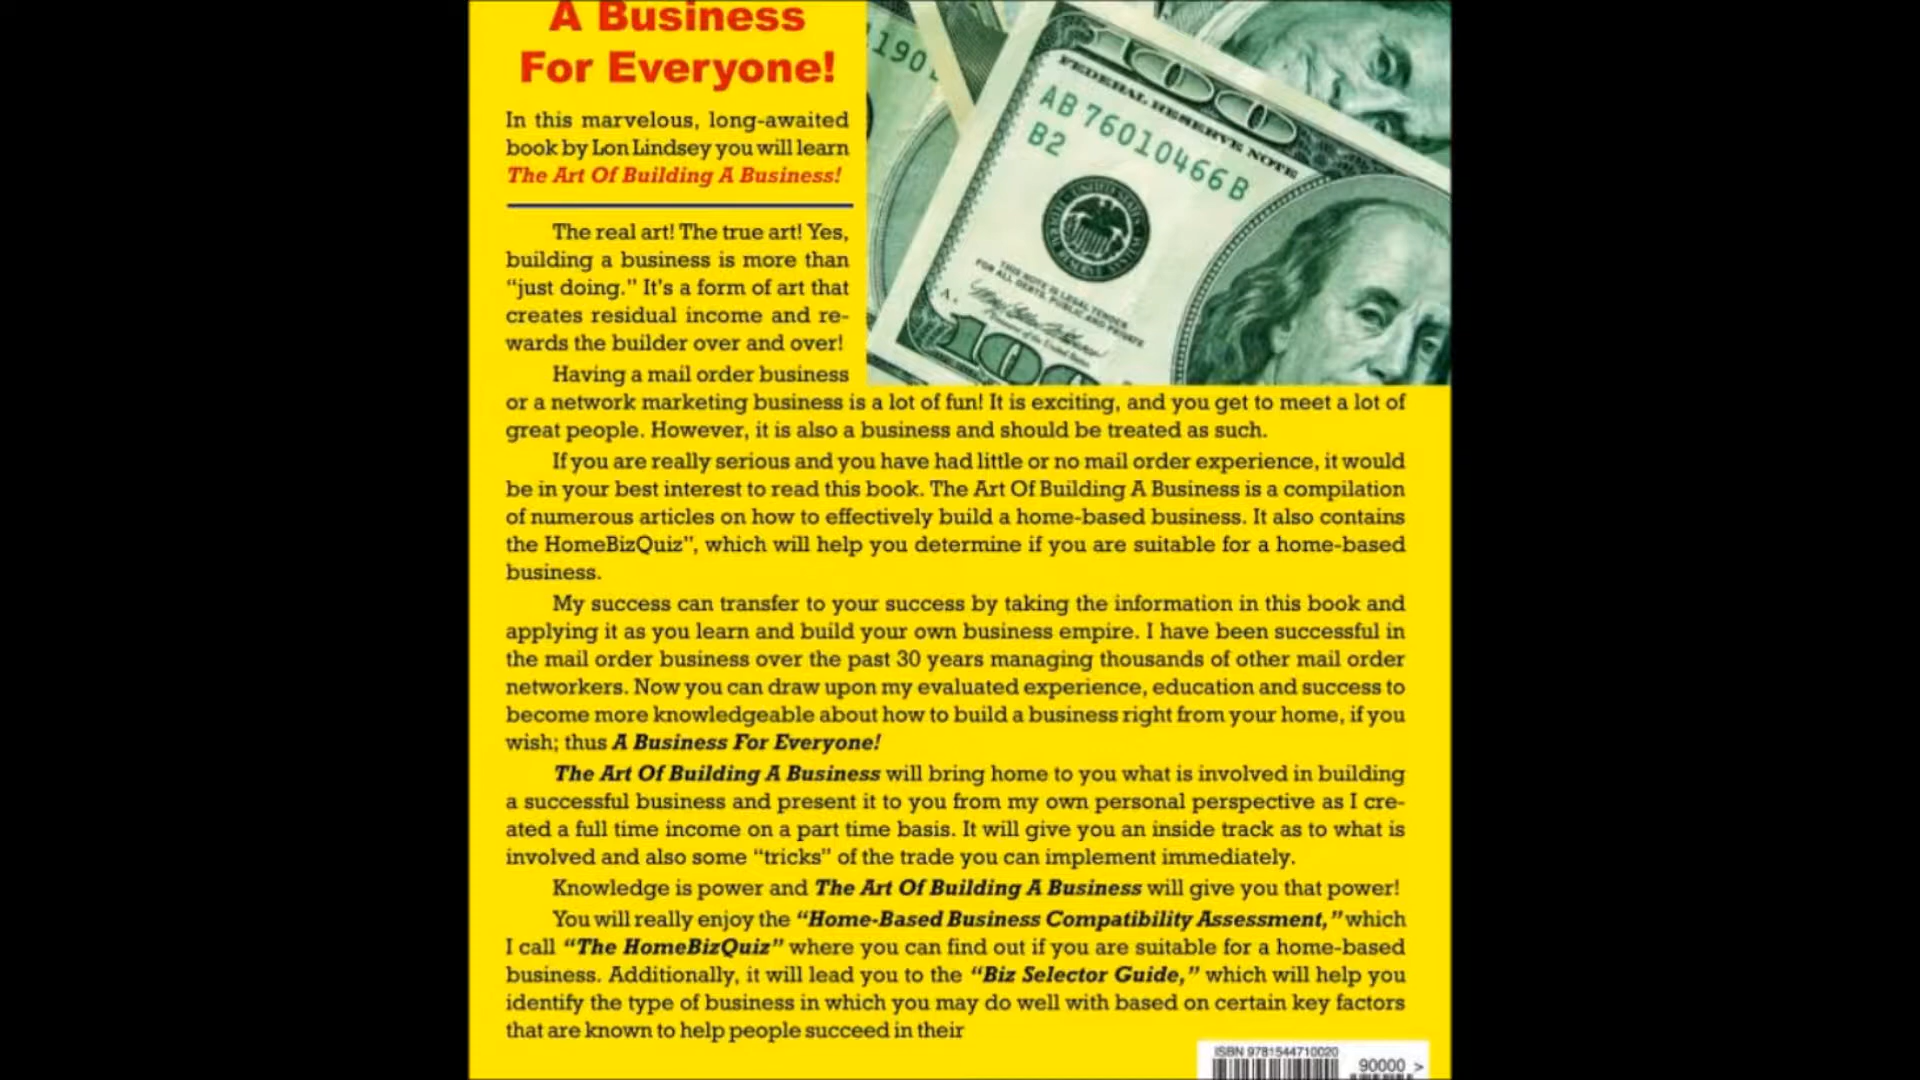 A Business
For Everyone!
In this marvelous, long-awaited
book by Lon Lindsey you will learn
The Art Of Building A Business!
The real art! The true art! Yes,
building a business is more than
“just doing.” It’s a form of art that
creates residual income and re-
wards the builder over and over!
Having a mail order business
or a network marketing business is a lot of fun! It is exciting, and you get to meet a lot of
great people. However, it is also a business and should be treated as such.
If you are really serious and you have had little or no mail order experience, it would
be in your best interest to read this book. The Art Of Building A Business is a compilation
of numerous articles on how to effectively build a home-based business. It also contains
the HomeBizQuiz”, which will help you determine if you are suitable for a home-based
business.
My success can transfer to your success by taking the information in this book and
applying it as you learn and build your own business empire. I have been successful in
the mail order business over the past 30 years managing thousands of other mail order
networkers. Now you can draw upon my evaluated experience, education and success to
become more knowledgeable about how to build a business right from your home, if you
wish; thus A Business For Everyone!
The Art Of Building A Business will bring home to you what is involved in building
a successful business and present it to you from my own personal perspective as I cre-
ated a full time income on a part time basis. It will give you an inside track as to what is
involved and also some “tricks” of the trade you can implement immediately.
Knowledge is power and The Art Of Building A Business will give you that power!
You will really enjoy the “Home-Based Business Compatibility Assessment,” which
I call “The HomeBizQuiz” where you can find out if you are suitable for a home-based
business. Additionally, it will lead you to the “Biz Selector Guide,” which will help you
identify the type of business in which you may do well with based on certain key factors
that are known to help people succeed in their
1190
100
FEDERAL RESERVE NOTE
AB 76010466 B
B2
THIS NOTE IS LEGAL TENDER
FOR ALL DEBTS, PUBLIC AND PRIVATE
100
ISBN 9781544710020
90000 >